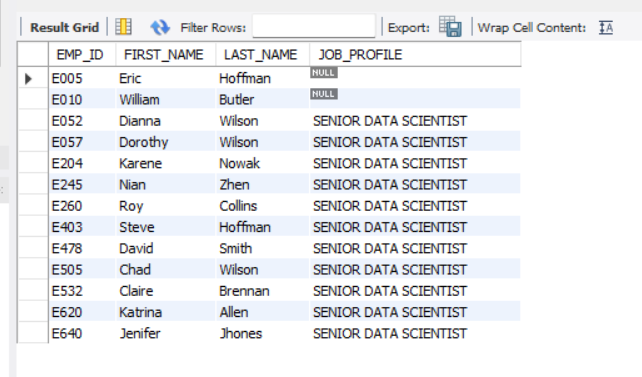 Result Grid Filter Rows: Export: Wrap Cell Content: IA
EMP_ID FIRST_NAME LAST_NAME JOB_PROFILE
E005 Eric Hoffman NULL
E010 William Butler NULL
E052 Dianna Wilson SENIOR DATA SCIENTIST
E057 Dorothy Wilson SENIOR DATA SCIENTIST
E204 Karene Nowak SENIOR DATA SCIENTIST
E245 Nian Zhen SENIOR DATA SCIENTIST
E260 Roy Collins SENIOR DATA SCIENTIST
E403 Steve Hoffman SENIOR DATA SCIENTIST
E478 David Smith SENIOR DATA SCIENTIST
E505 Chad Wilson SENIOR DATA SCIENTIST
E532 Claire Brennan SENIOR DATA SCIENTIST
E620 Katrina Allen SENIOR DATA SCIENTIST
E640 Jenifer Jhones SENIOR DATA SCIENTIST